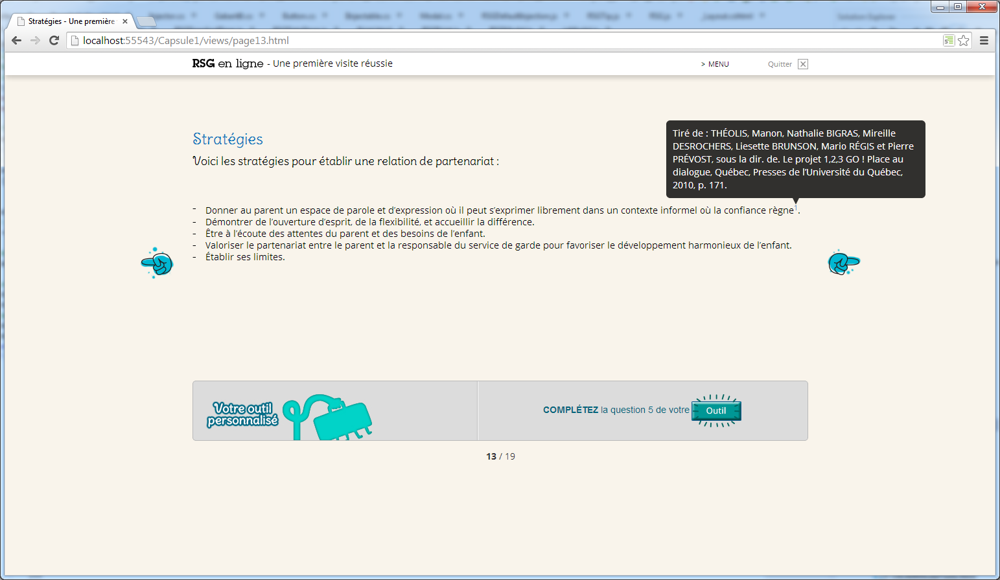 Stratégies - Une première
localhost:55543/Capsule1/views/page13.html
RSG en ligne - Une première visite réussie
> MENU
Quitter
Stratégies
Voici les stratégies pour établir une relation de partenariat :
Tiré de : THÉOLIS, Manon, Nathalie BIGRAS, Mireille
DESROCHERS, Liesette BRUNSON, Mario RÉGIS et Pierre
PRÉVOST, sous la dir. de. Le projet 1,2,3 GO ! Place au
dialogue, Québec, Presses de l’Université du Québec,
2010, p. 171.
- Donner au parent un espace de parole et d’expression où il peut s’exprimer librement dans un contexte informel où la confiance règne1.
- Démontrer de l’ouverture d’esprit, de la flexibilité, et accueillir la différence.
- Être à l’écoute des attentes du parent et des besoins de l’enfant.
- Valoriser le partenariat entre le parent et la responsable du service de garde pour favoriser le développement harmonieux de l’enfant.
- Établir ses limites.
Votre outil
personnalisé
COMPLÉTEZ la question 5 de votre
Outil
13 / 19